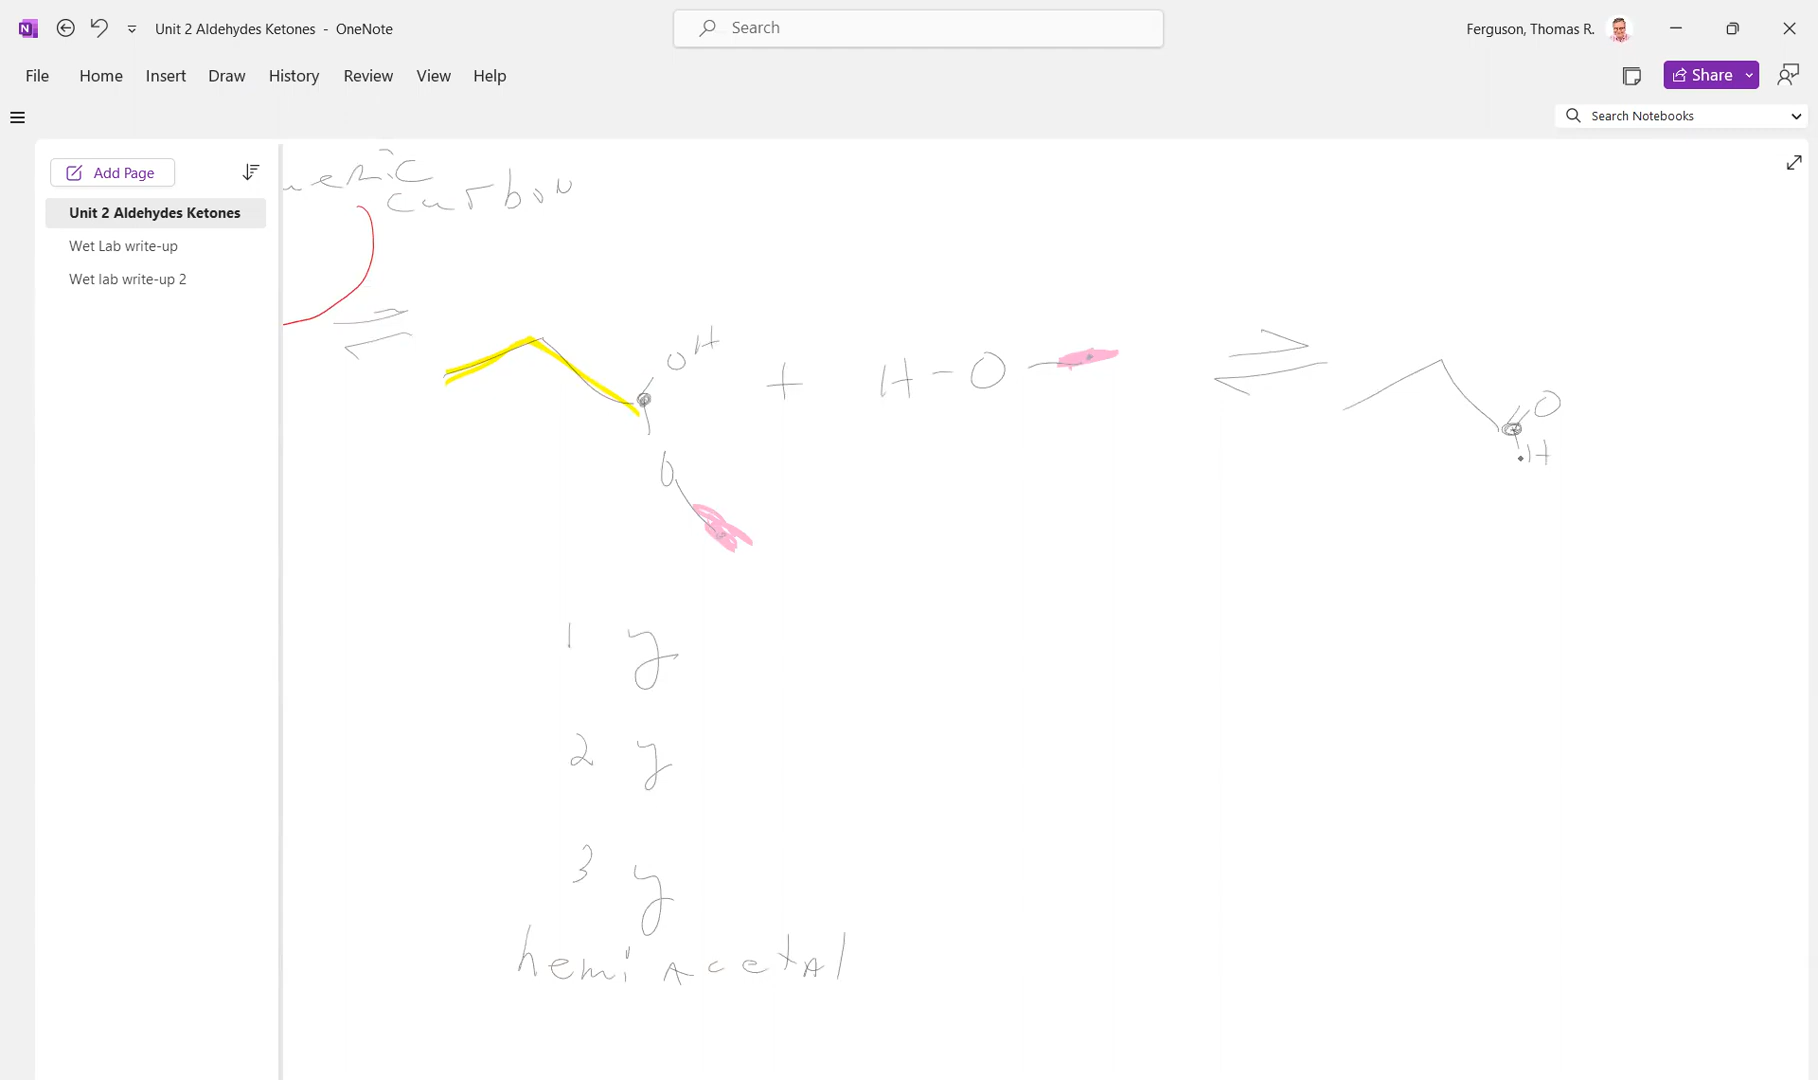 Unit 2 Aldehydes Ketones - OneNote
Search
Ferguson, Thomas R.
File Home Insert Draw History Review View Help
Share
Search Notebooks
Add Page
Unit 2 Aldehydes Ketones
Wet Lab write-up
Wet lab write-up 2
carbon
OH
+ H - O
O
O
H
1 y
2 y
3 y
hemi acetal